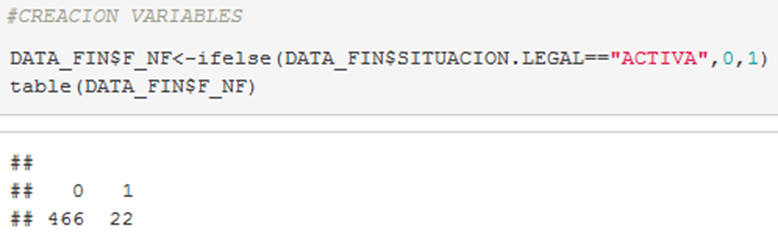 #CREACION VARIABLES
DATA_FIN$F_NF<-ifelse(DATA_FIN$SITUACION.LEGAL=="ACTIVA",0,1)
table(DATA_FIN$F_NF)
##
##   0   1
## 466  22